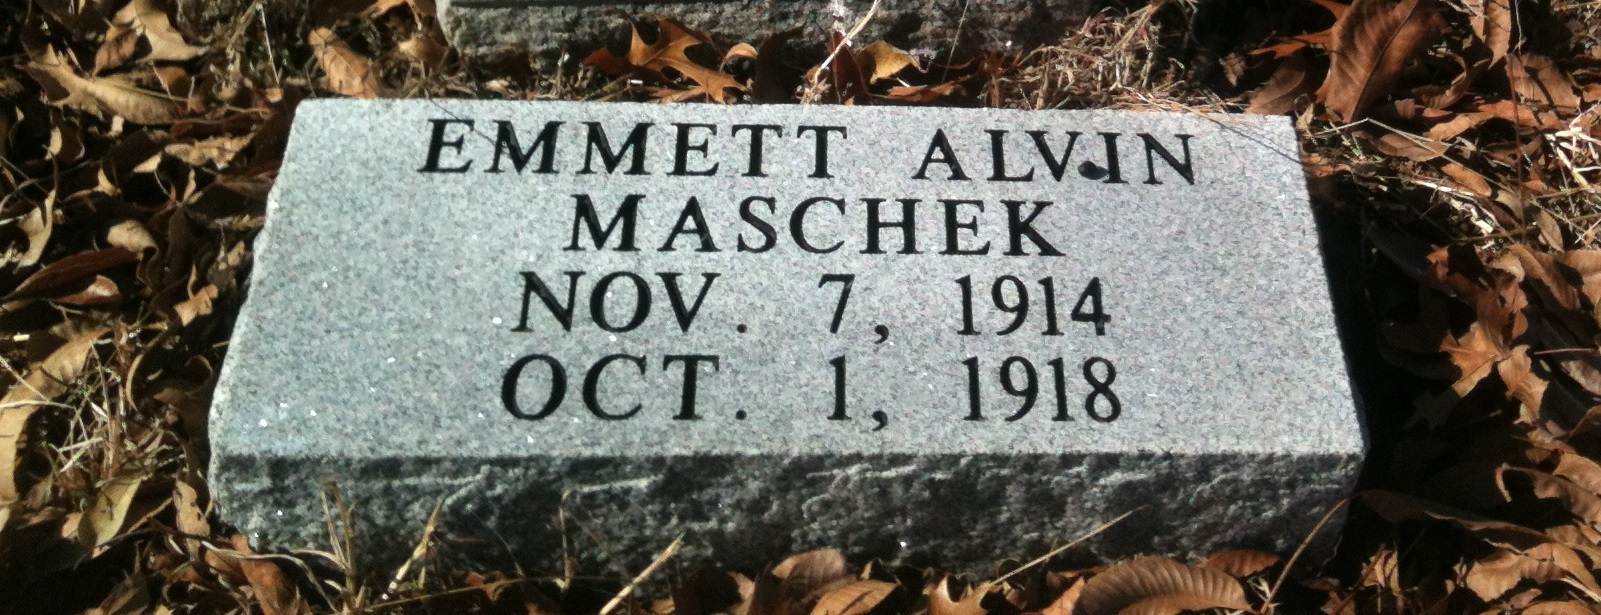 EMMETT ALVIN
MASCHEK
NOV. 7, 1914
OCT. 1, 1918